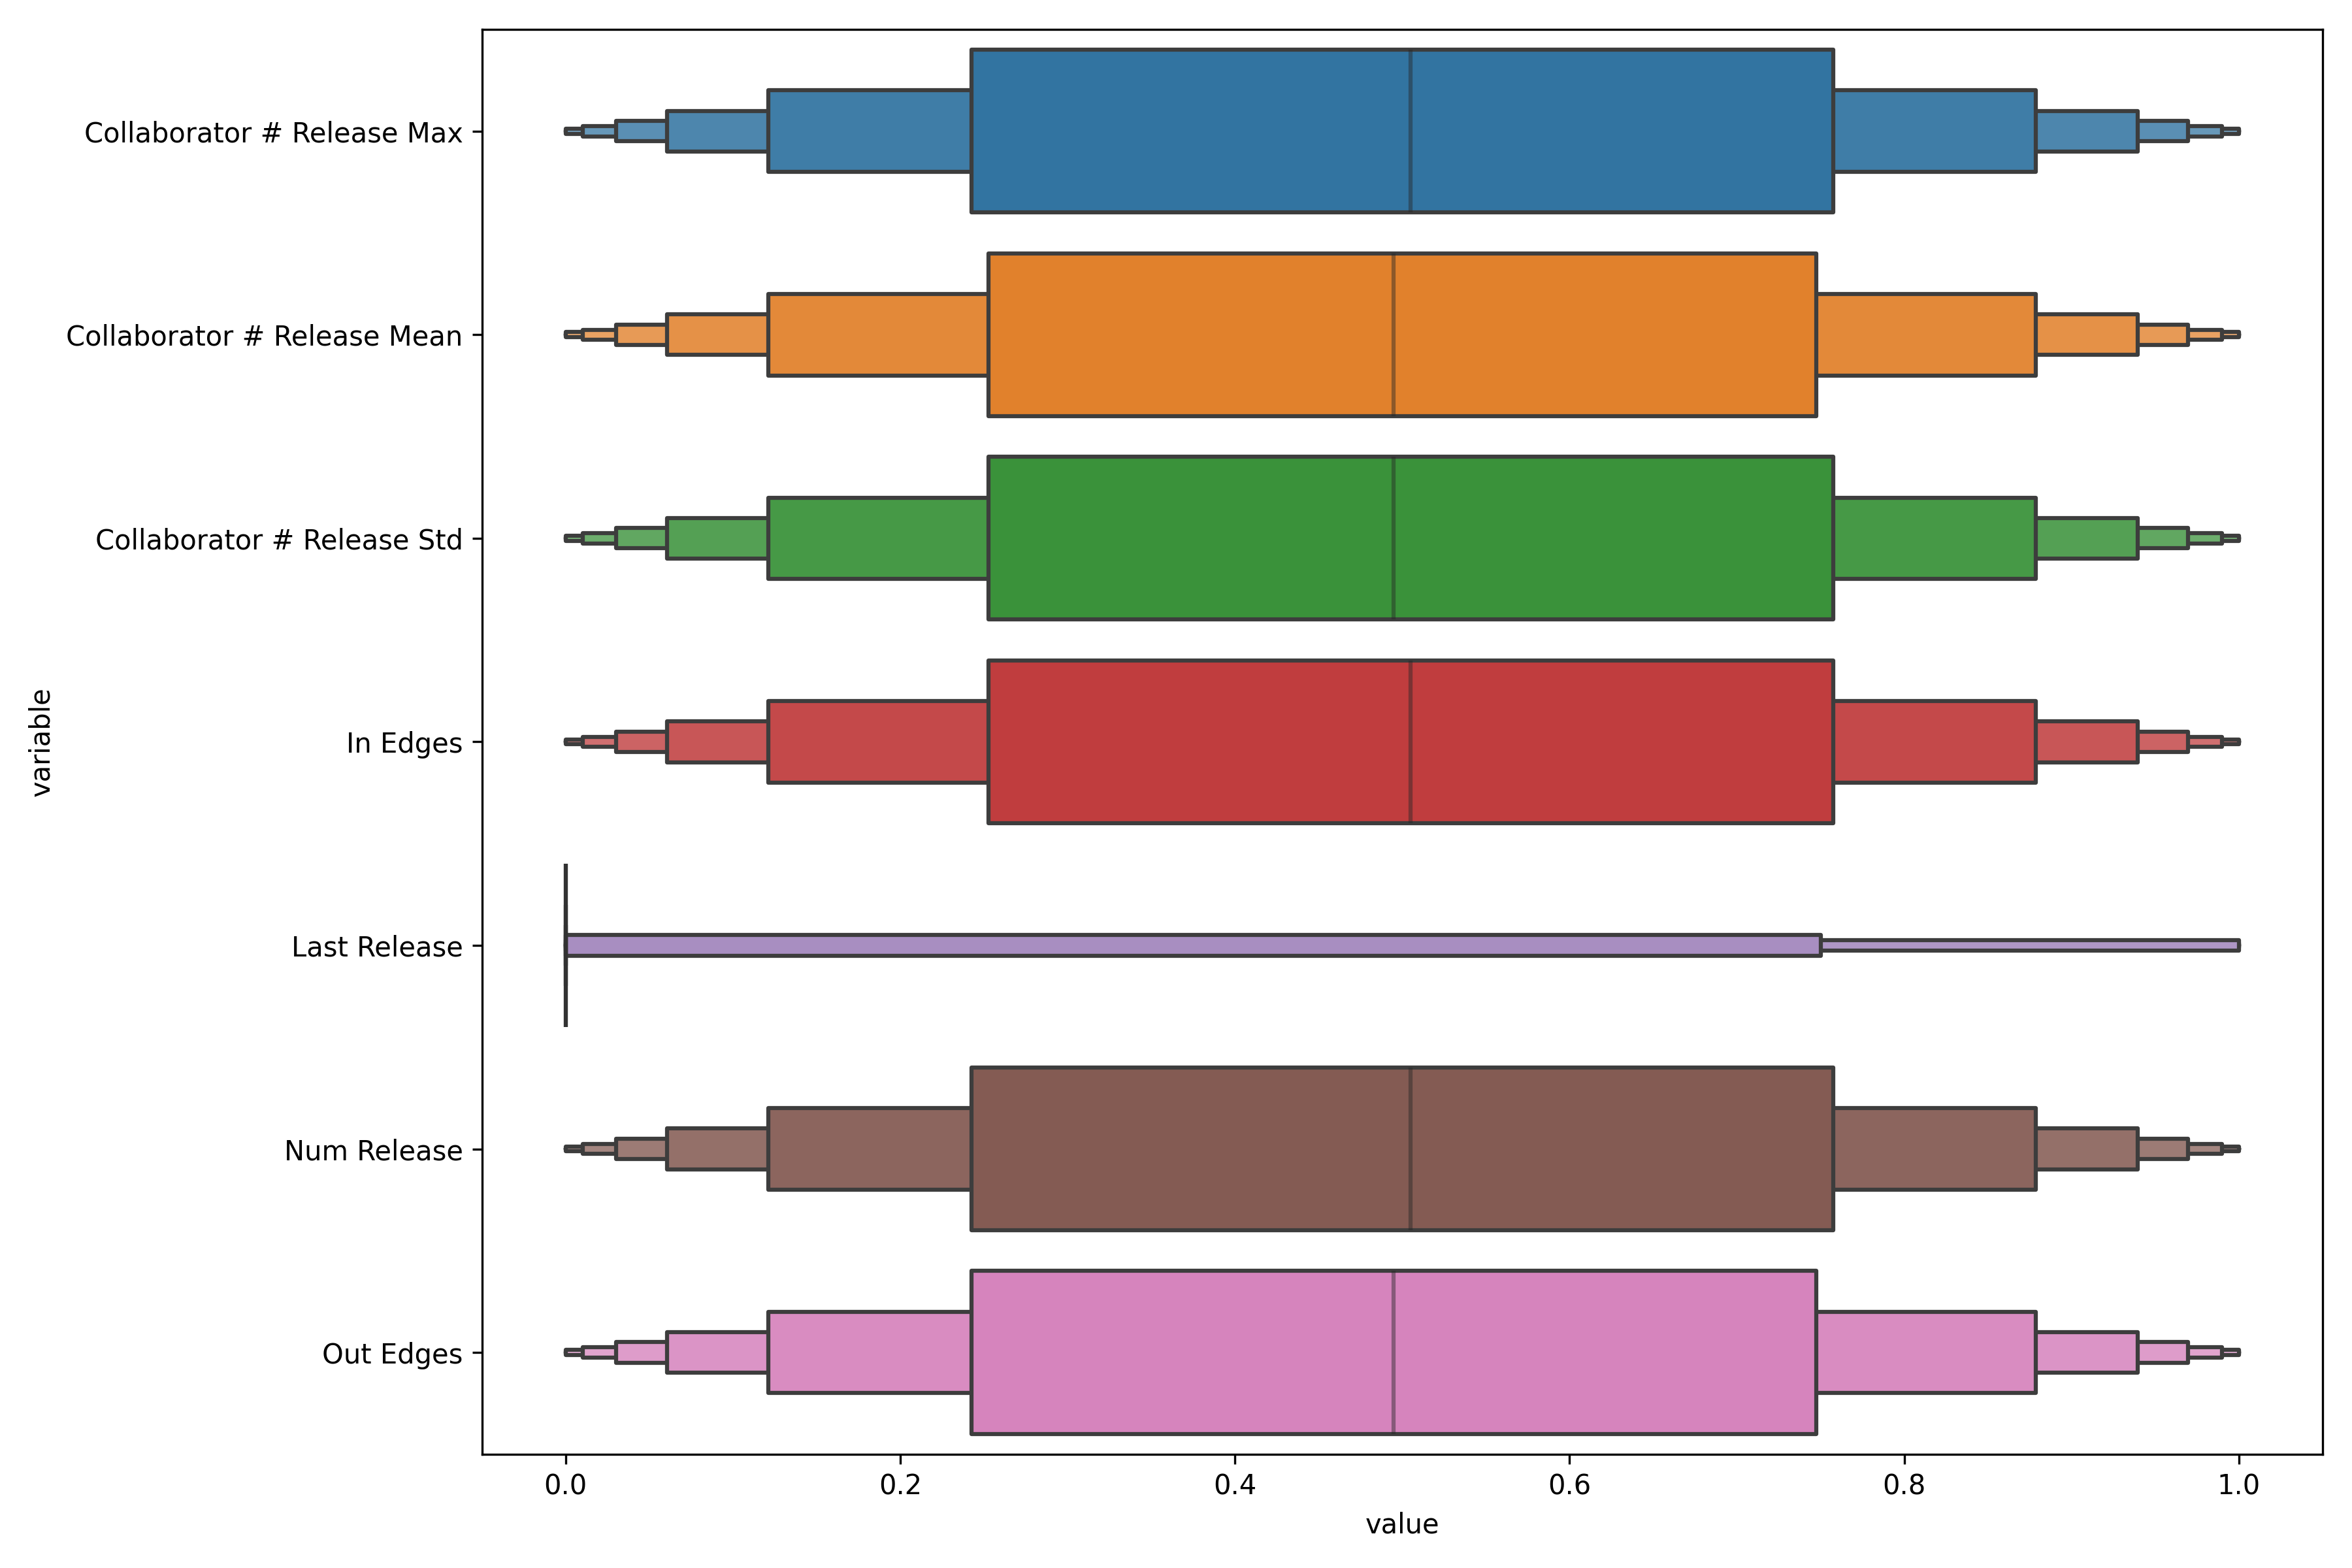 Collaborator # Release Max
Collaborator # Release Mean
Collaborator # Release Std
In Edges
Last Release
Num Release
Out Edges
variable
0.0 0.2 0.4 0.6 0.8 1.0
value